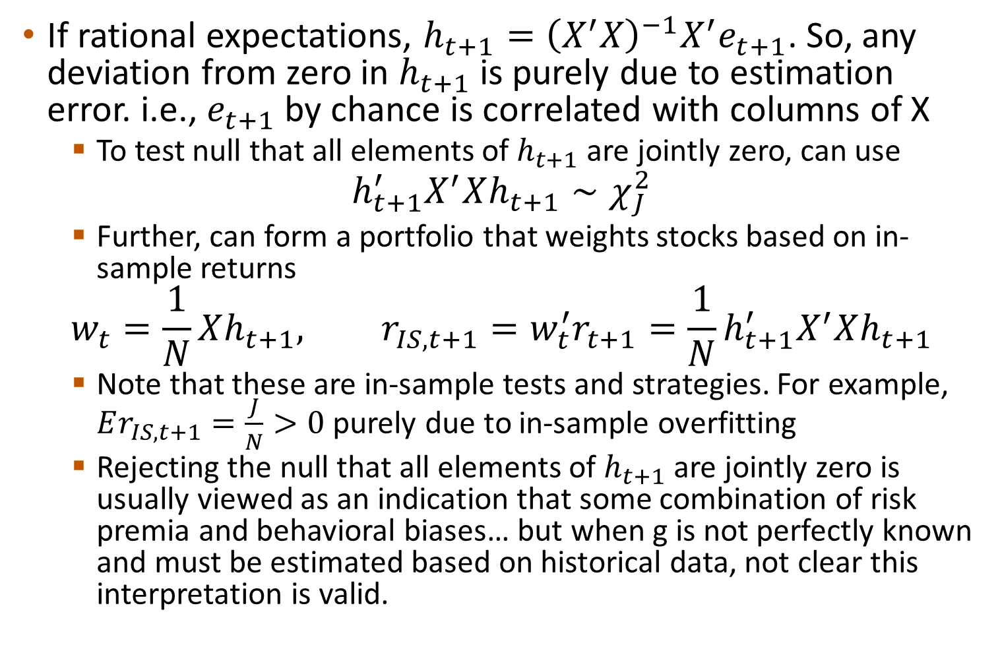 • If rational expectations, $h_{t+1} = (X'X)^{-1}X'e_{t+1}$. So, any
deviation from zero in $h_{t+1}$ is purely due to estimation
error. i.e., $e_{t+1}$ by chance is correlated with columns of X
▪ To test null that all elements of $h_{t+1}$ are jointly zero, can use
$h'_{t+1}X'Xh_{t+1} \sim \chi^2_J$
▪ Further, can form a portfolio that weights stocks based on in-
sample returns
$w_t = \frac{1}{N}Xh_{t+1}, \quad r_{IS,t+1} = w'_t r_{t+1} = \frac{1}{N}h'_{t+1}X'Xh_{t+1}$
▪ Note that these are in-sample tests and strategies. For example,
$Er_{IS,t+1} = \frac{J}{N} > 0$ purely due to in-sample overfitting
▪ Rejecting the null that all elements of $h_{t+1}$ are jointly zero is
usually viewed as an indication that some combination of risk
premia and behavioral biases... but when g is not perfectly known
and must be estimated based on historical data, not clear this
interpretation is valid.